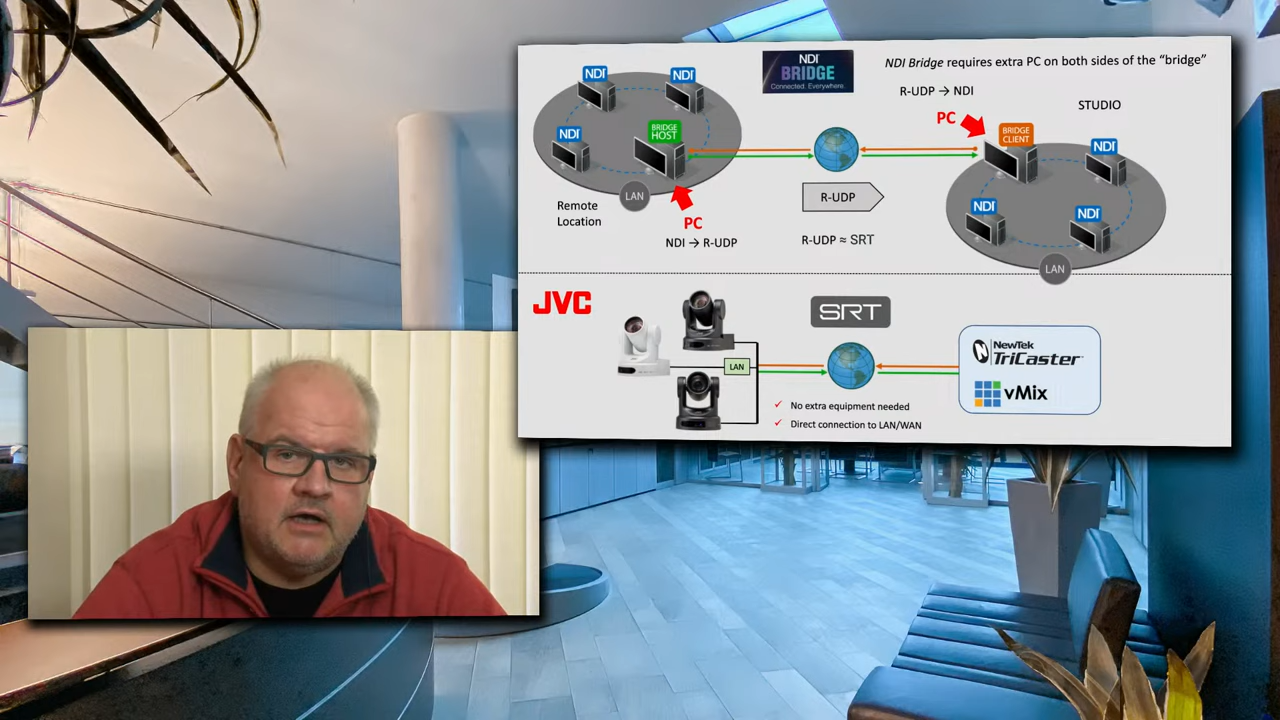 NDI
NDI
NDI
BRIDGE
HOST
LAN
Remote
Location
PC
NDI → R-UDP
NDI
BRIDGE
Connected. Everywhere.
NDI Bridge requires extra PC on both sides of the “bridge”
R-UDP → NDI
PC
STUDIO
BRIDGE
CLIENT
NDI
NDI
NDI
LAN
R-UDP
R-UDP ≈ SRT
JVC
LAN
SRT
✓ No extra equipment needed
✓ Direct connection to LAN/WAN
NewTek
TriCaster
vMix